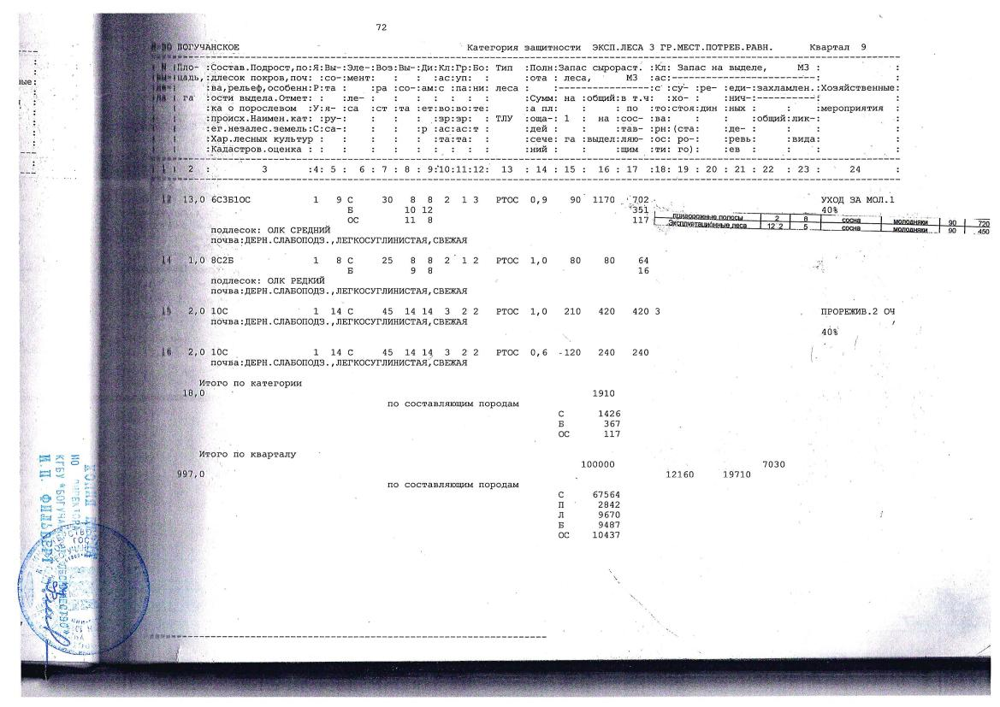 72
БОГУЧАНСКОЕ Категория защитности ЭКСП.ЛЕСА 3 ГР.МЕСТ.ПОТРЕБ.РАВН. Квартал 9
:Пло- :Состав.Подрост,по:Я:Вы-:Эле-:Воз:Вы-:Ди:Кл:Гр:Бо: Тип :Полн:Запас сырораст. :Кл: Запас на выделе, М3 : :
:щадь,:длесок покров,поч: :со-:мент: : : :ас:уп: : :ота : леса, М3 :ас:------------------------: :
: :ва,рельеф,особенн:Р:та : :ра :со-:ам:с :па:ни: леса : :----------------:с :су- :ре- :еди-:захламлен.:Хозяйственные:
: га :ости выдела.Отмет: : :ле- : : : : : : : :Сумм: на :общий:в т.ч: :хо- : :нич-:----------: :
: :ка о порослевом :У:я- :са :ст :та :ет:во:во:те: :а пл: : : по :то:стоя:дин :ных : : :мероприятия :
: :происх.Наимен.кат: :ру-: : : : :зр:зр: : ТЛУ :оща-: 1 : на :сос-:ва: : : :общий:лик-: :
: :ег.незалес.земель:С:са-: : : :р :ас:ас:т : :дей : : :тав-:рн:(ста: :де- : : : :
: :Хар.лесных культур : : : : : : :та:та: : :сече: га :выдел:ляю-:ос: ро-: :ревь: :вида: :
: :Кадастров.оценка : : : : : : : : : : :ний : : :щим :ти: го): :ев : : : :
: 1 : 2 : 3 :4: 5 : 6 : 7 : 8 : 9:10:11:12: 13 : 14 : 15 : 16 : 17 :18: 19 : 20 : 21 : 22 : 23 : 24 :
13,0 6С3Б1ОС 1 9 С 30 8 8 2 1 3 РТОС 0,9 90 1170 702 УХОД ЗА МОЛ.1
Б 10 12 351 40%
ОС 11 8 117
придорожные полосы 2 8 сосна молодняки 90 720
Эксплуатационные леса 12 2 5 сосна молодняки 90 450
подлесок: ОЛК СРЕДНИЙ
почва:ДЕРН.СЛАБОПОДЗ.,ЛЕГКОСУГЛИНИСТАЯ,СВЕЖАЯ
14 1,0 8С2Б 1 8 С 25 8 8 2 1 2 РТОС 1,0 80 80 64
Б 9 8 16
подлесок: ОЛК РЕДКИЙ
почва:ДЕРН.СЛАБОПОДЗ.,ЛЕГКОСУГЛИНИСТАЯ,СВЕЖАЯ
15 2,0 10С 1 14 С 45 14 14 3 2 2 РТОС 1,0 210 420 420 3 ПРОРЕЖИВ.2 ОЧ
почва:ДЕРН.СЛАБОПОДЗ.,ЛЕГКОСУГЛИНИСТАЯ,СВЕЖАЯ
40%
16 2,0 10С 1 14 С 45 14 14 3 2 2 РТОС 0,6 120 240 240
почва:ДЕРН.СЛАБОПОДЗ.,ЛЕГКОСУГЛИНИСТАЯ,СВЕЖАЯ
Итого по категории
18,0 1910
по составляющим породам
С 1426
Б 367
ОС 117
Итого по кварталу
100000 7030
997,0 12160 19710
по составляющим породам
С 67564
П 2842
Л 9670
Б 9487
ОС 10437
КОПИЯ
ИО ДИРЕКТОРА
КГБУ "БОГУЧАНСКОЕ ЛЕСНИЧЕСТВО"
И.П. ФИЛЬБЕРТ